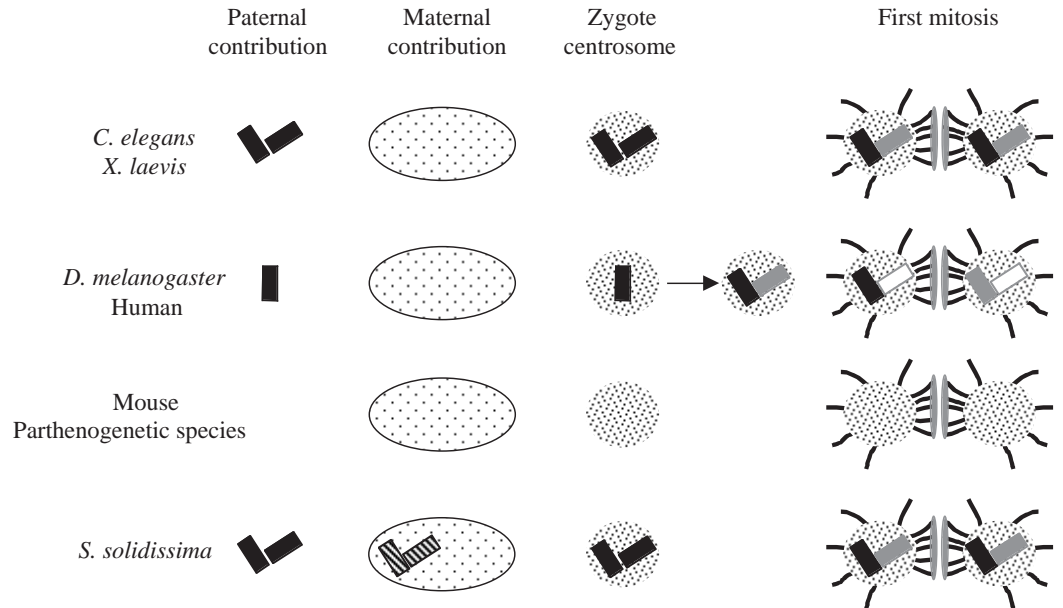 Paternal contribution
Maternal contribution
Zygote centrosome
First mitosis
C. elegans
X. laevis
D. melanogaster
Human
Mouse
Parthenogenetic species
S. solidissima